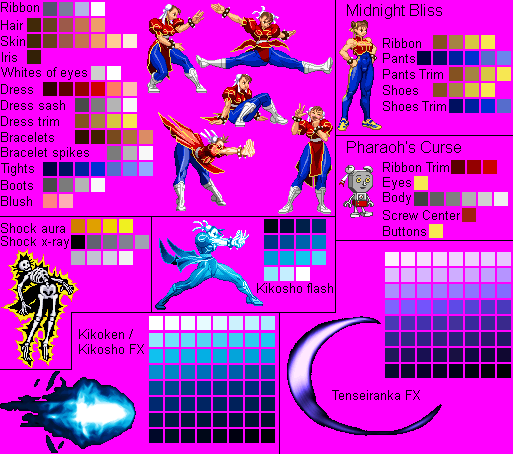 Ribbon
Hair
Skin
Iris
Whites of eyes
Dress
Dress sash
Dress trim
Bracelets
Bracelet spikes
Tights
Boots
Blush
Midnight Bliss
Ribbon
Pants
Pants Trim
Shoes
Shoes Trim
Pharaoh's Curse
Ribbon Trim
Eyes
Body
Screw Center
Buttons
Shock aura
Shock x-ray
Kikosho flash
Kikoken /
Kikosho FX
Tenseiranka FX